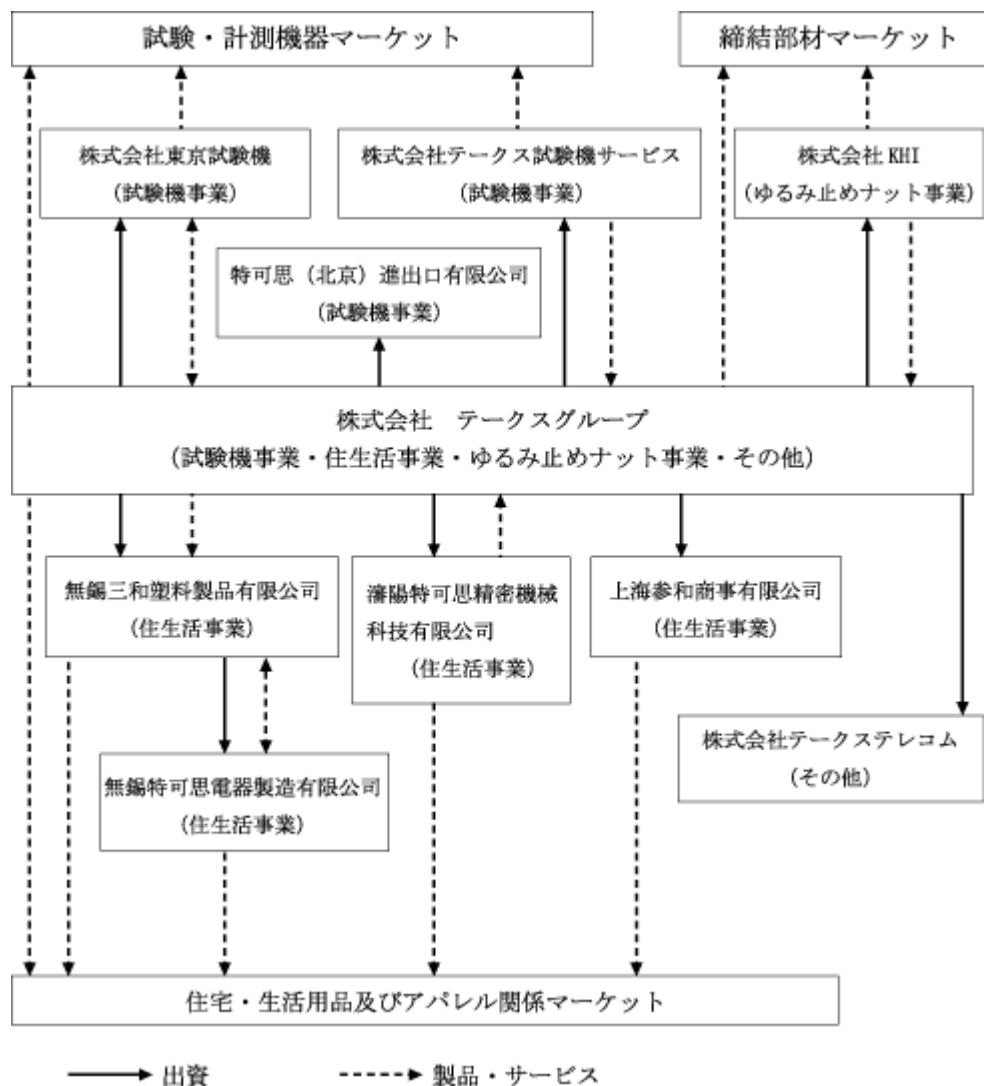 試験・計測機器マーケット
締結部材マーケット
株式会社東京試験機
(試験機事業)
株式会社テークス試験機サービス
(試験機事業)
株式会社 KHI
(ゆるみ止めナット事業)
特可思（北京）進出口有限公司
(試験機事業)
株式会社　テークスグループ
(試験機事業・住生活事業・ゆるみ止めナット事業・その他)
無錫三和塑料製品有限公司
(住生活事業)
瀋陽特可思精密機械
科技有限公司
(住生活事業)
上海参和商事有限公司
(住生活事業)
株式会社テークステレコム
(その他)
無錫特可思電器製造有限公司
(住生活事業)
住宅・生活用品及びアパレル関係マーケット
出資
製品・サービス